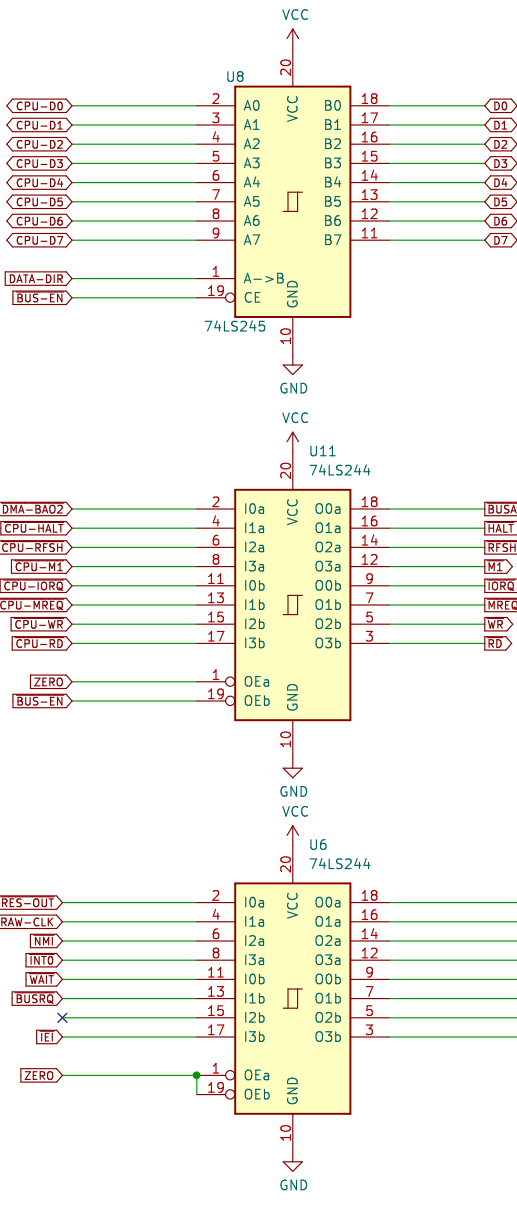 VCC
20
U8
CPU-D0 2 A0 VCC B0 18 D0
CPU-D1 3 A1 B1 17 D1
CPU-D2 4 A2 B2 16 D2
CPU-D3 5 A3 B3 15 D3
CPU-D4 6 A4 B4 14 D4
CPU-D5 7 A5 B5 13 D5
CPU-D6 8 A6 B6 12 D6
CPU-D7 9 A7 B7 11 D7
DATA-DIR 1 A->B
BUS-EN 19 CE GND
74LS245 10
GND
VCC
U11
20 74LS244
DMA-BAO2 2 I0a VCC O0a 18 BUSA
CPU-HALT 4 I1a O1a 16 HALT
CPU-RFSH 6 I2a O2a 14 RFSH
CPU-M1 8 I3a O3a 12 M1
CPU-IORQ 11 I0b O0b 9 IORQ
CPU-MREQ 13 I1b O1b 7 MREQ
CPU-WR 15 I2b O2b 5 WR
CPU-RD 17 I3b O3b 3 RD
ZERO 1 OEa
BUS-EN 19 OEb GND
10
GND
VCC
U6
20 74LS244
RES-OUT 2 I0a VCC O0a 18
RAW-CLK 4 I1a O1a 16
NMI 6 I2a O2a 14
INT0 8 I3a O3a 12
WAIT 11 I0b O0b 9
BUSRQ 13 I1b O1b 7
15 I2b O2b 5
IEI 17 I3b O3b 3
ZERO 1 OEa
19 OEb GND
10
GND